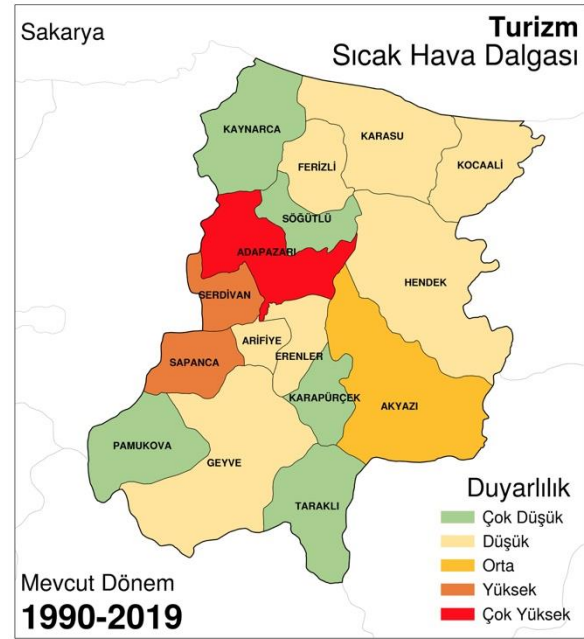 Sakarya
Turizm
Sıcak Hava Dalgası
KAYNARCA
KARASU
FERİZLİ
KOCAALİ
SÖĞÜTLÜ
ADAPAZARI
HENDEK
SERDİVAN
ARİFİYE
ERENLER
SAPANCA
KARAPÜRÇEK
AKYAZI
PAMUKOVA
GEYVE
TARAKLI
Duyarlılık
Çok Düşük
Düşük
Orta
Yüksek
Çok Yüksek
Mevcut Dönem
1990-2019